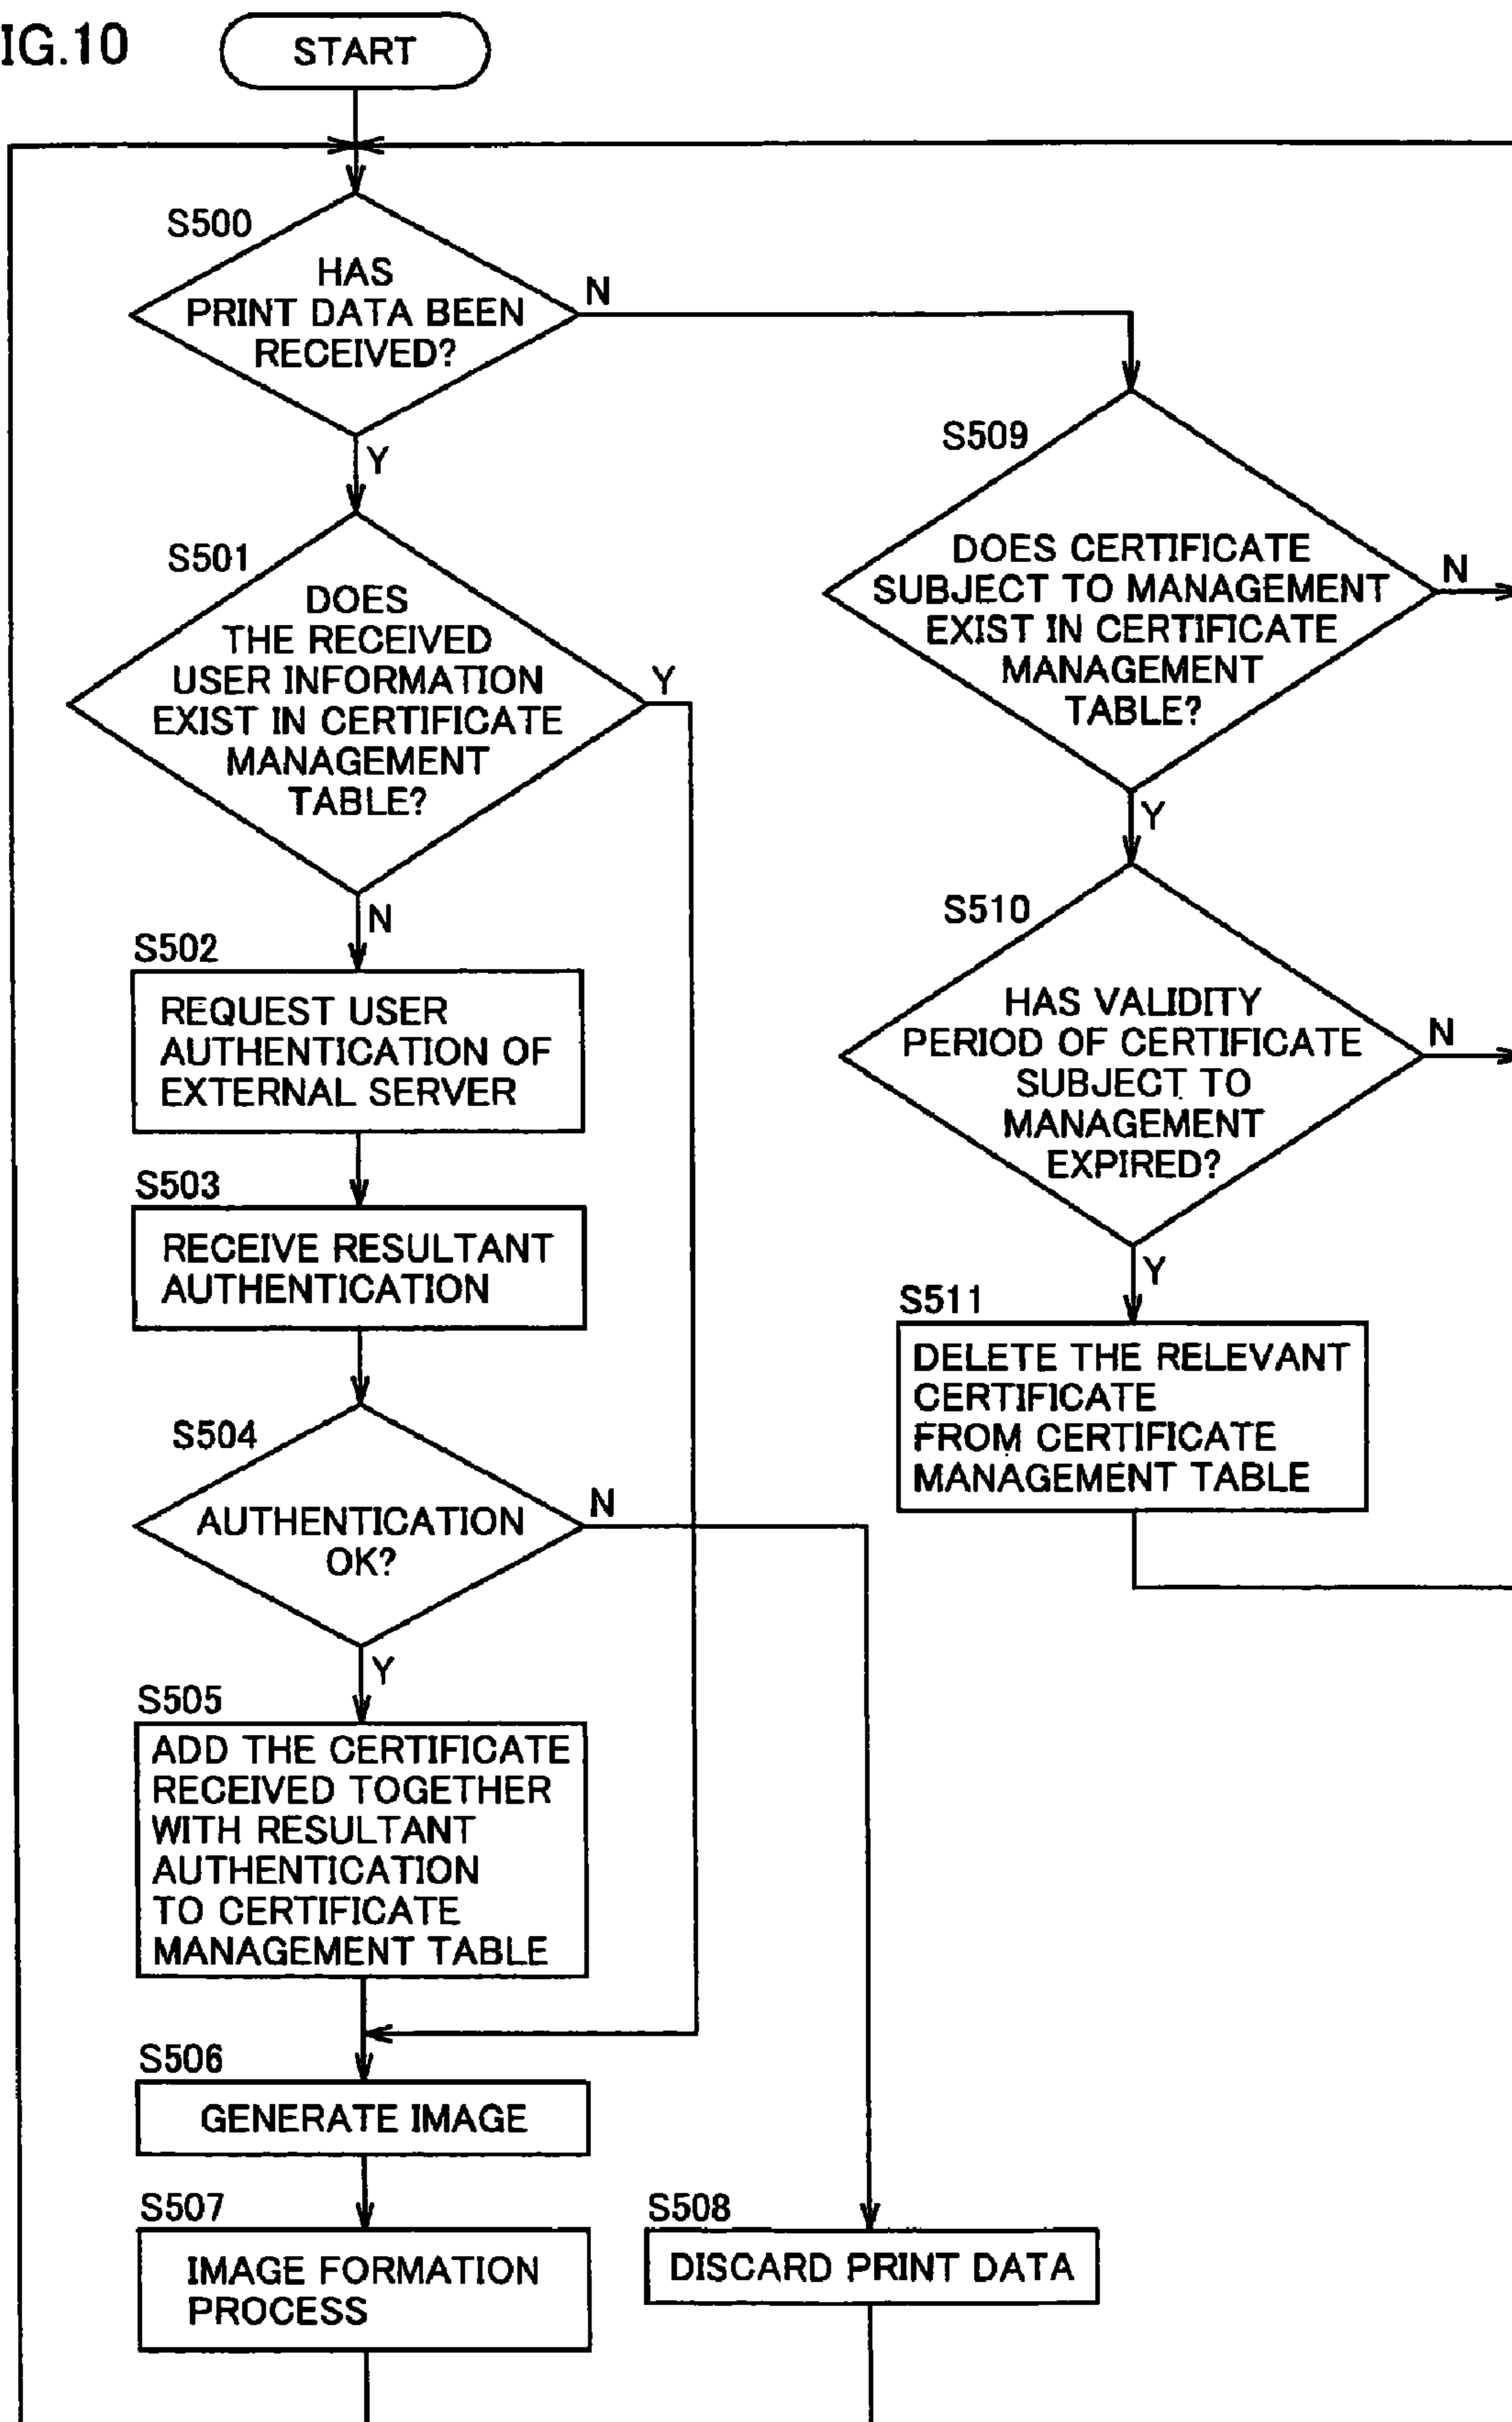 IG.10
START
S500
HAS
PRINT DATA BEEN
RECEIVED?
N
Y
S501
DOES
THE RECEIVED
USER INFORMATION
EXIST IN CERTIFICATE
MANAGEMENT
TABLE?
Y
N
S502
REQUEST USER
AUTHENTICATION OF
EXTERNAL SERVER
S503
RECEIVE RESULTANT
AUTHENTICATION
S504
AUTHENTICATION
OK?
N
Y
S505
ADD THE CERTIFICATE
RECEIVED TOGETHER
WITH RESULTANT
AUTHENTICATION
TO CERTIFICATE
MANAGEMENT TABLE
S506
GENERATE IMAGE
S507
IMAGE FORMATION
PROCESS
S508
DISCARD PRINT DATA
S509
DOES CERTIFICATE
SUBJECT TO MANAGEMENT
EXIST IN CERTIFICATE
MANAGEMENT
TABLE?
N
Y
S510
HAS VALIDITY
PERIOD OF CERTIFICATE
SUBJECT TO
MANAGEMENT
EXPIRED?
N
Y
S511
DELETE THE RELEVANT
CERTIFICATE
FROM CERTIFICATE
MANAGEMENT TABLE